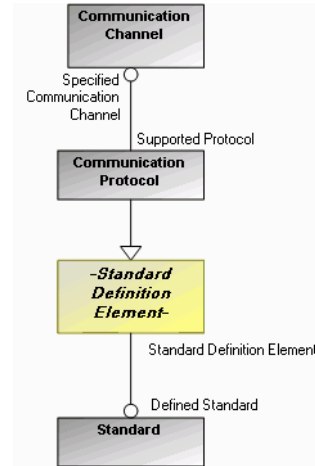 Communication
Channel
Specified
Communication
Channel
Supported Protocol
Communication
Protocol
-Standard
Definition
Element-
Standard Definition Element
Defined Standard
Standard